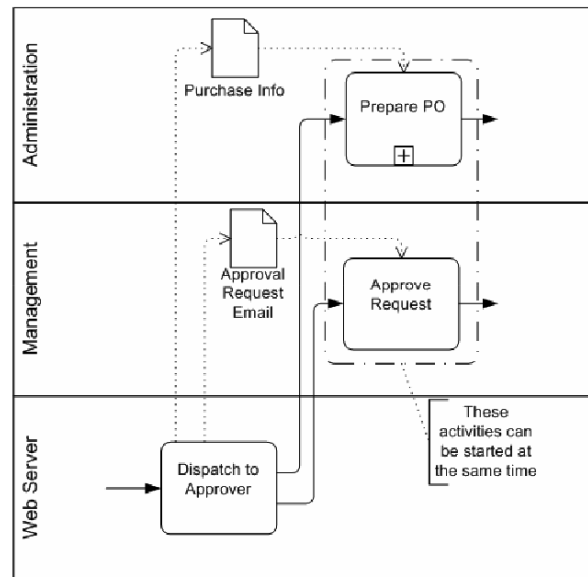 Administration
Purchase Info
Prepare PO
Management
Approval
Request
Email
Approve
Request
Web Server
Dispatch to
Approver
These
activities can
be started at
the same time